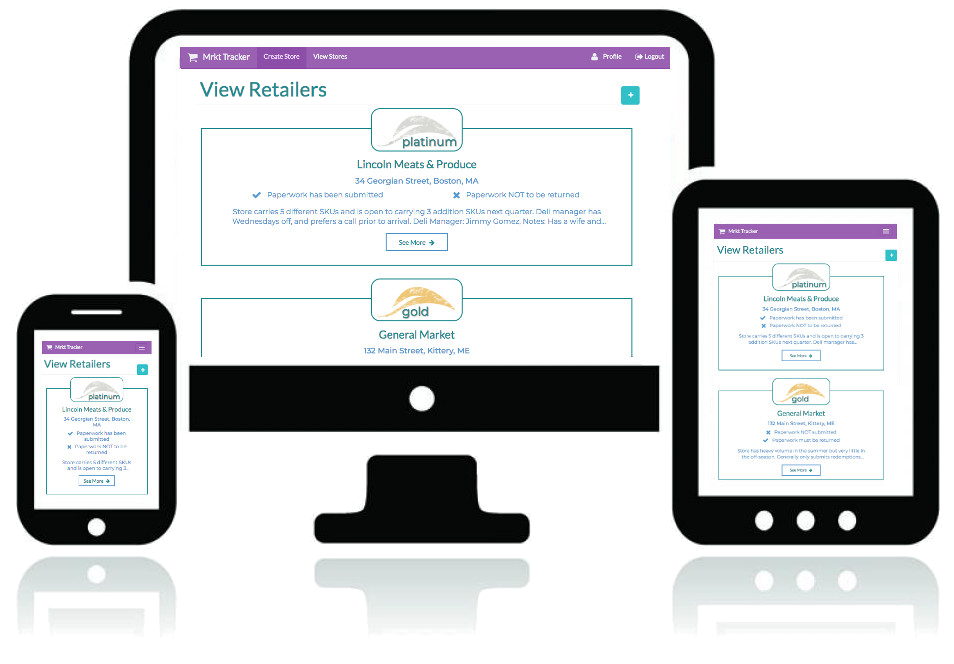 Mrkt Tracker Create Store View Stores Profile Logout
View Retailers
+
platinum
Lincoln Meats & Produce
34 Georgian Street, Boston, MA
Paperwork has been submitted Paperwork NOT to be returned
Store carries 5 different SKUs and is open to carrying 3 addition SKUs next quarter. Deli manager has
Wednesdays off, and prefers a call prior to arrival. Deli Manager: Jimmy Gomez, Notes: Has a wife and...
See More →
gold
General Market
132 Main Street, Kittery, ME
Mrkt Tracker
View Retailers
+
platinum
Lincoln Meats & Produce
34 Georgian Street, Boston,
MA
Paperwork has been
submitted
Paperwork NOT to be
returned
Store carries 5 different SKUs
and is open to carrying 3...
See More →
Mrkt Tracker
View Retailers
+
platinum
Lincoln Meats & Produce
34 Georgian Street, Boston, MA
Paperwork has been submitted
Paperwork NOT to be returned
Store carries 5 different SKUs and is open to carrying 3
addition SKUs next quarter. Deli manager has...
See More →
gold
General Market
132 Main Street, Kittery, ME
Paperwork NOT submitted
Paperwork must be returned
Store has heavy volume in the summer but very little in
the off-season. Generally only submits redemptions...
See More →